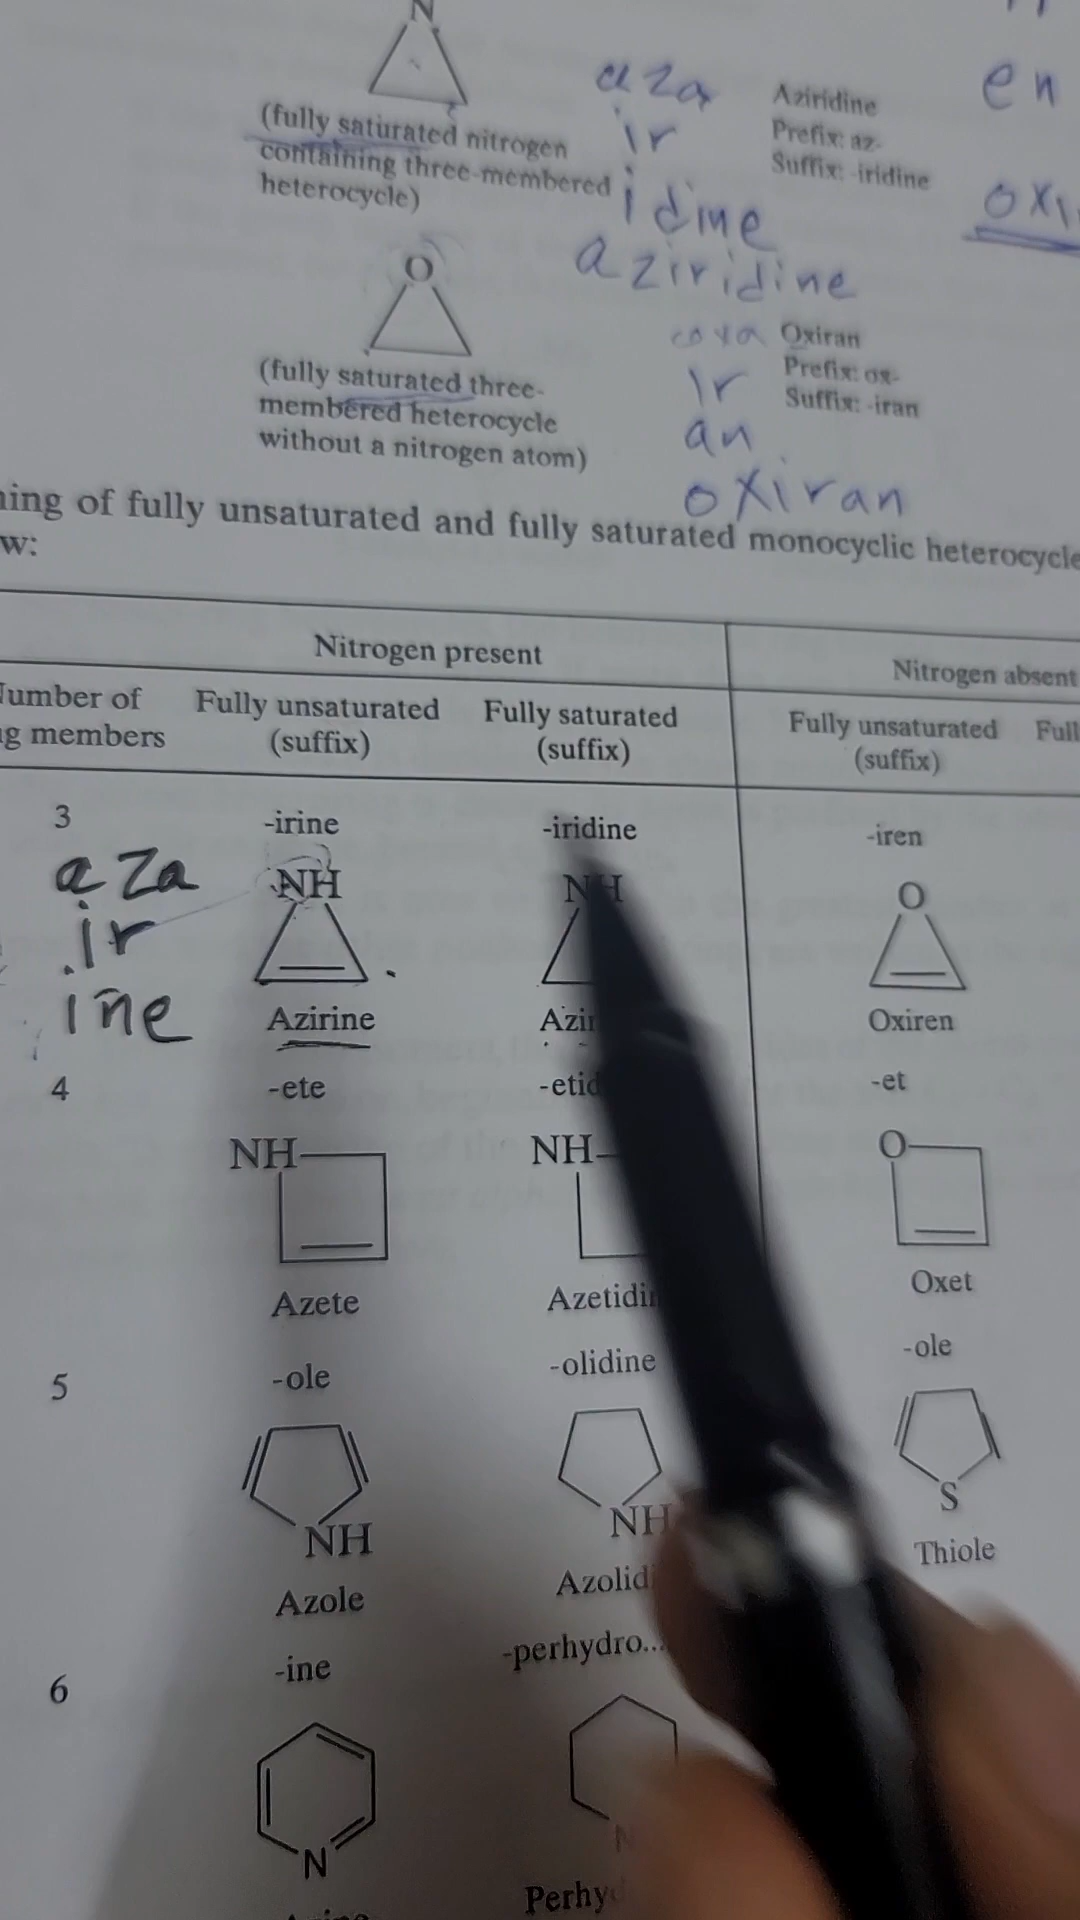 N
aza
ir
idine
aziridine
Aziridine
Prefix: az-
Suffix: -iridine
en
(fully saturated nitrogen
containing three-membered
heterocycle)
O
oxa
ir
an
oxiran
Oxiran
Prefix: ox-
Suffix: -iran
(fully saturated three-
membered heterocycle
without a nitrogen atom)
of fully unsaturated and fully saturated monocyclic
Nitrogen present
Nitrogen absent
Number of
members
Fully unsaturated
(suffix)
Fully saturated
(suffix)
Fully unsaturated
(suffix)
3
-irine
-iridine
-iren
aza
ir
ine
NH
NH
O
Azirine
Oxiren
4
-ete
-et
NH
NH
O
Azete
Oxet
5
-ole
-olidine
-ole
NH
NH
S
Azole
Thiole
6
-ine
-perhydro...
N
N